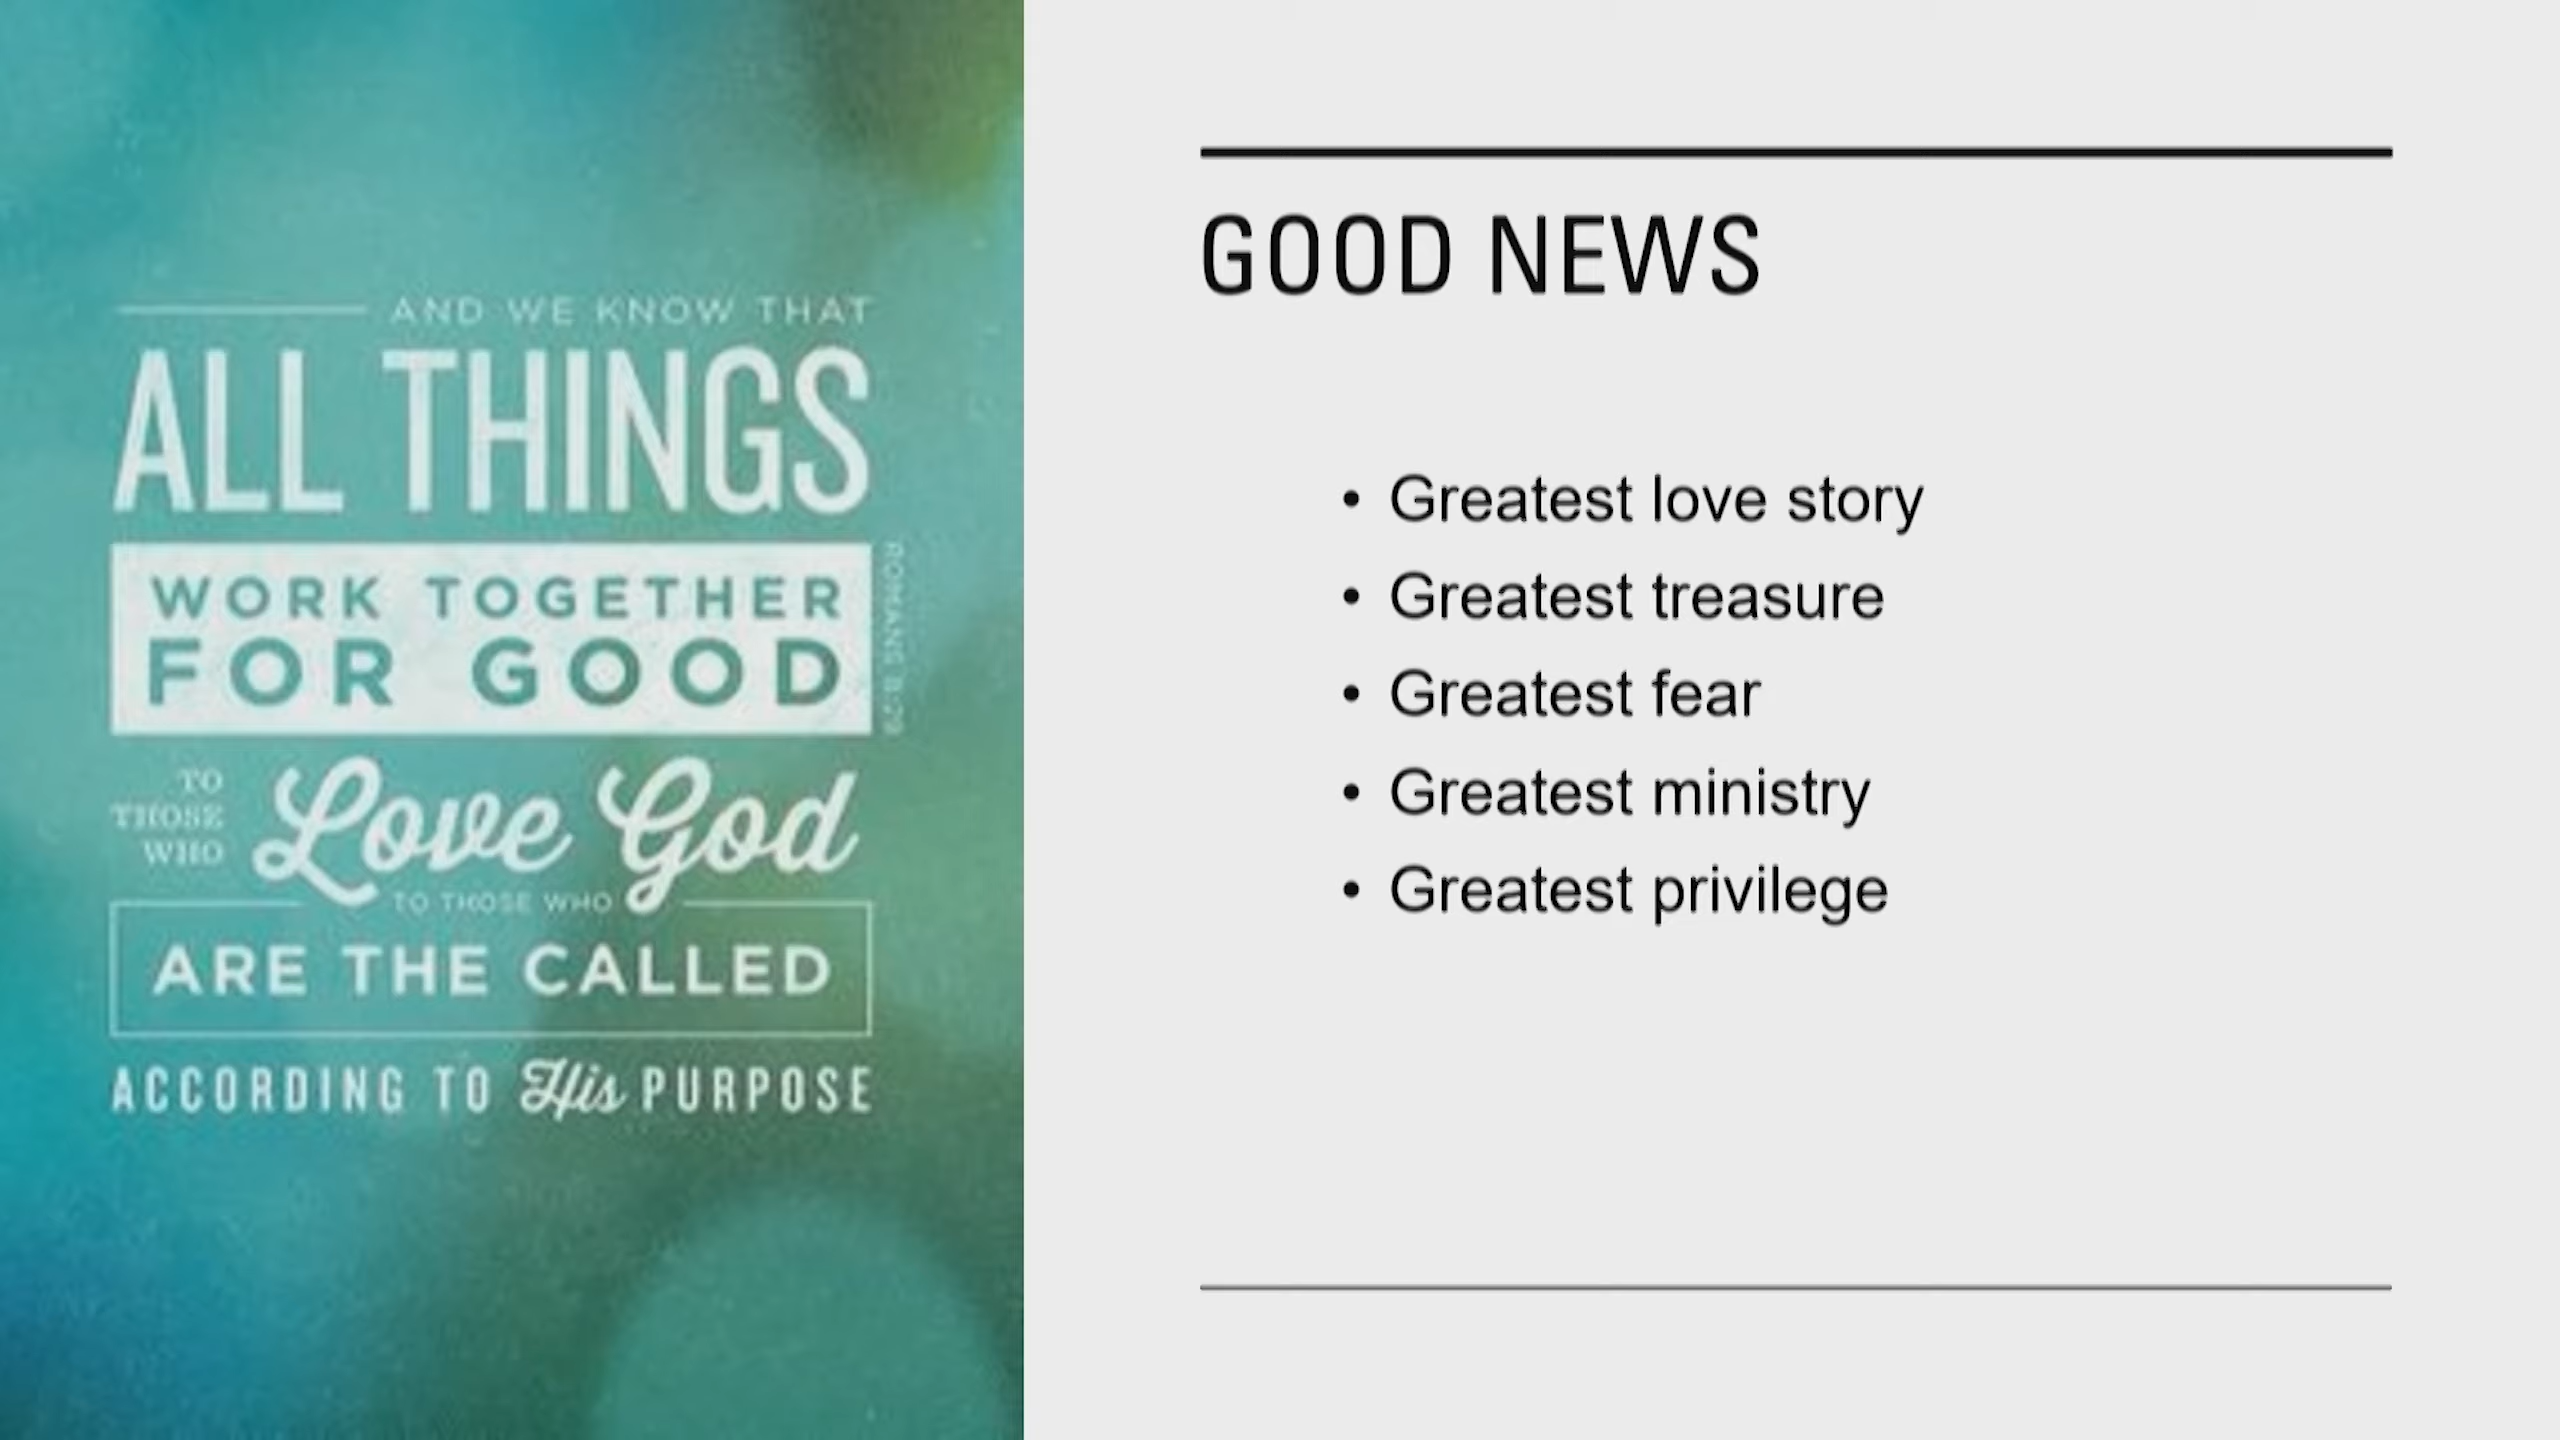 AND WE KNOW THAT
ALL THINGS
WORK TOGETHER
FOR GOOD
TO
THOSE
WHO
Love God
TO THOSE WHO
ARE THE CALLED
ACCORDING TO His PURPOSE
GOOD NEWS
• Greatest love story
• Greatest treasure
• Greatest fear
• Greatest ministry
• Greatest privilege